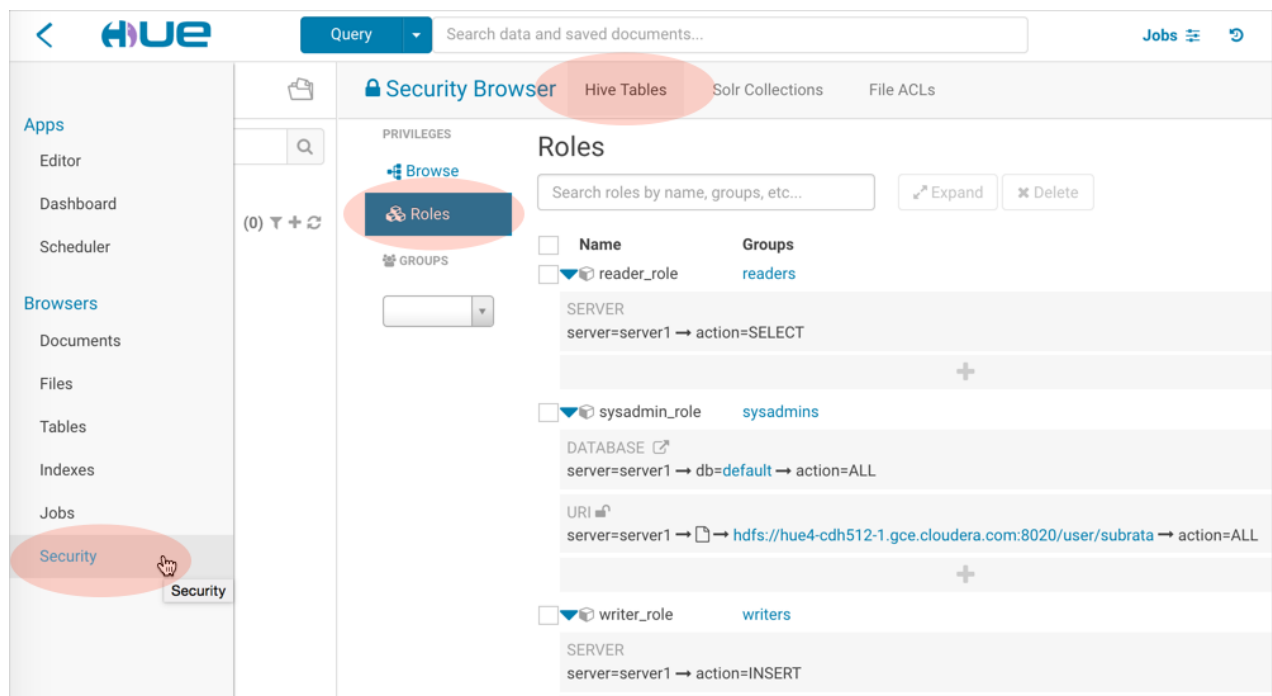 HUE
Query
Search data and saved documents...
Jobs
Apps
Editor
Dashboard
Scheduler
Browsers
Documents
Files
Tables
Indexes
Jobs
Security
Security
(0)
Security Browser
Hive Tables
Solr Collections
File ACLs
PRIVILEGES
Browse
Roles
GROUPS
Roles
Search roles by name, groups, etc...
Expand
Delete
Name Groups
reader_role readers
SERVER
server=server1 → action=SELECT
sysadmin_role sysadmins
DATABASE
server=server1 → db=default → action=ALL
URI
server=server1 → → hdfs://hue4-cdh512-1.gce.cloudera.com:8020/user/subrata → action=ALL
writer_role writers
SERVER
server=server1 → action=INSERT